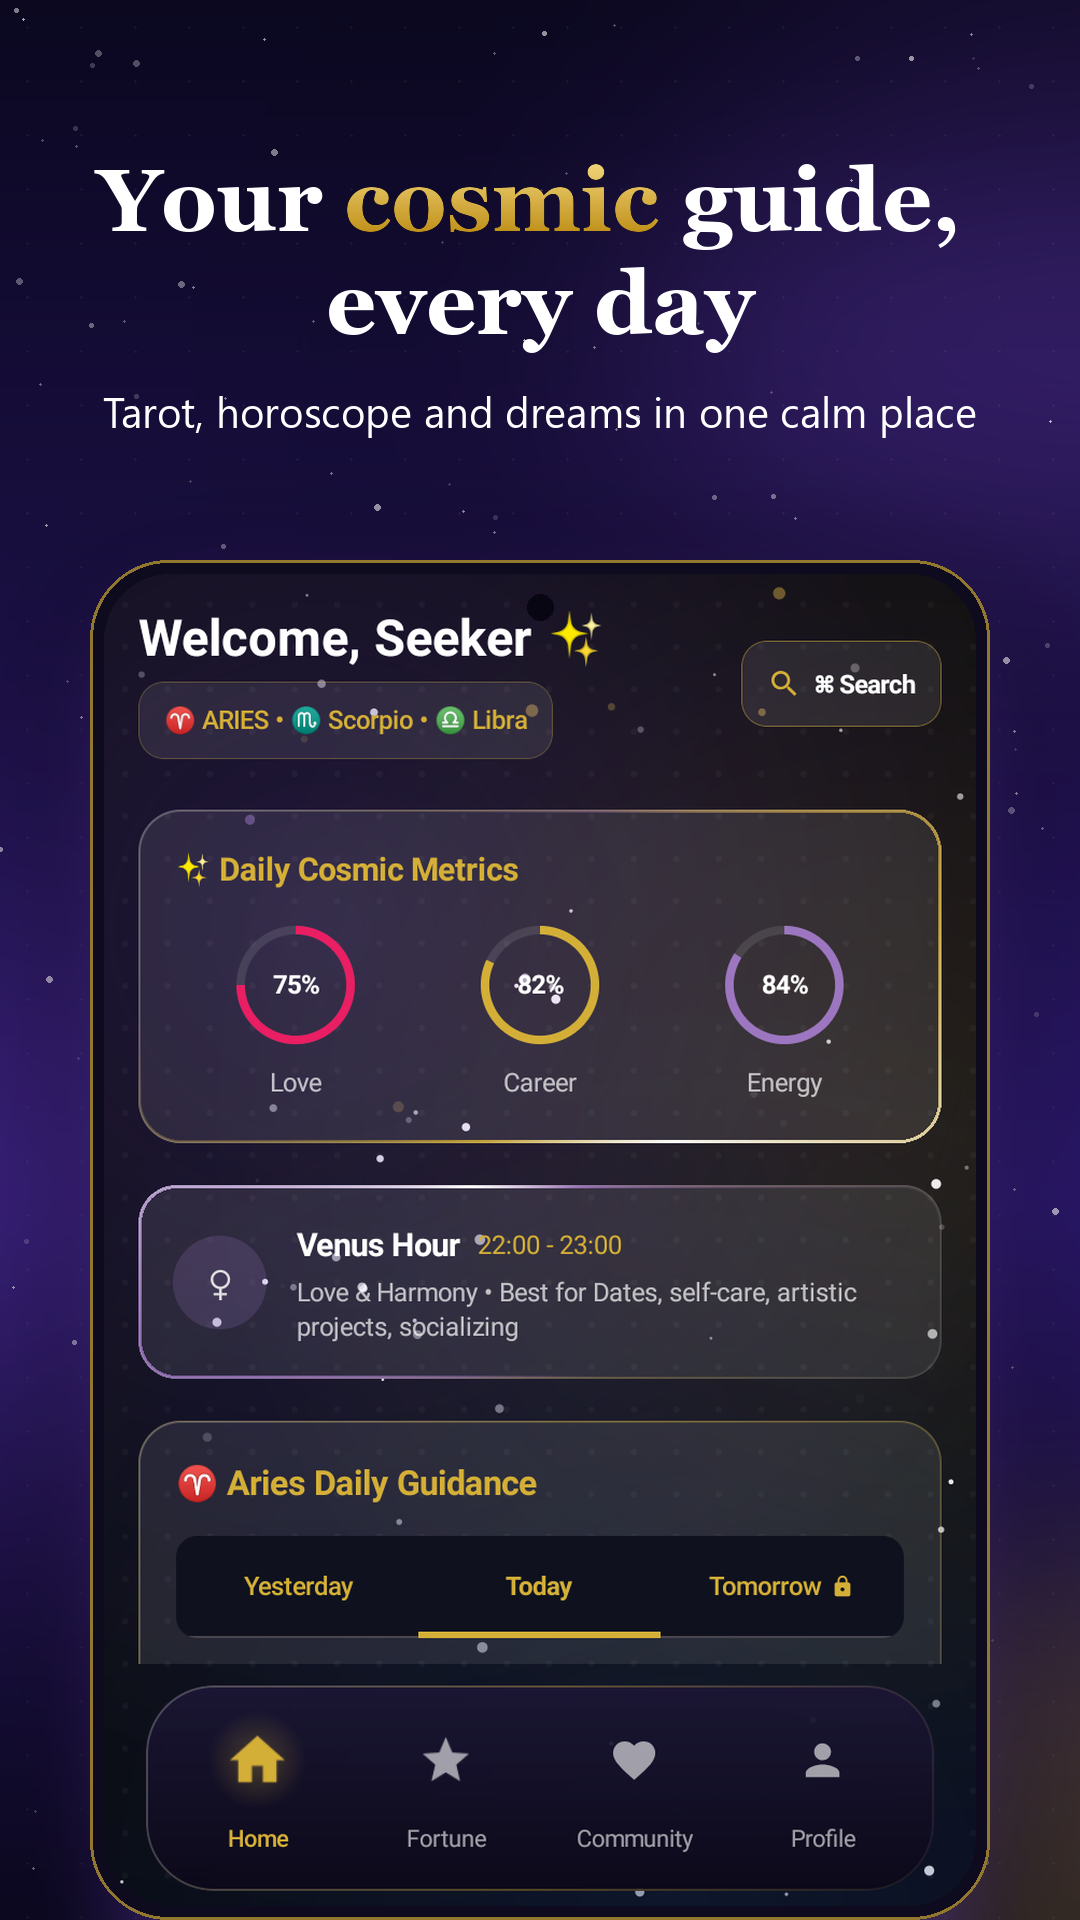 Your cosmic guide,
every day
Tarot, horoscope and dreams in one calm place
Welcome, Seeker ✨
♈ ARIES • ♏ Scorpio • ♎ Libra
⌘ Search
✨ Daily Cosmic Metrics
75% 82% 84%
Love Career Energy
♀
Venus Hour 22:00 - 23:00
Love & Harmony • Best for Dates, self-care, artistic
projects, socializing
♈ Aries Daily Guidance
Yesterday Today Tomorrow
Home Fortune Community Profile